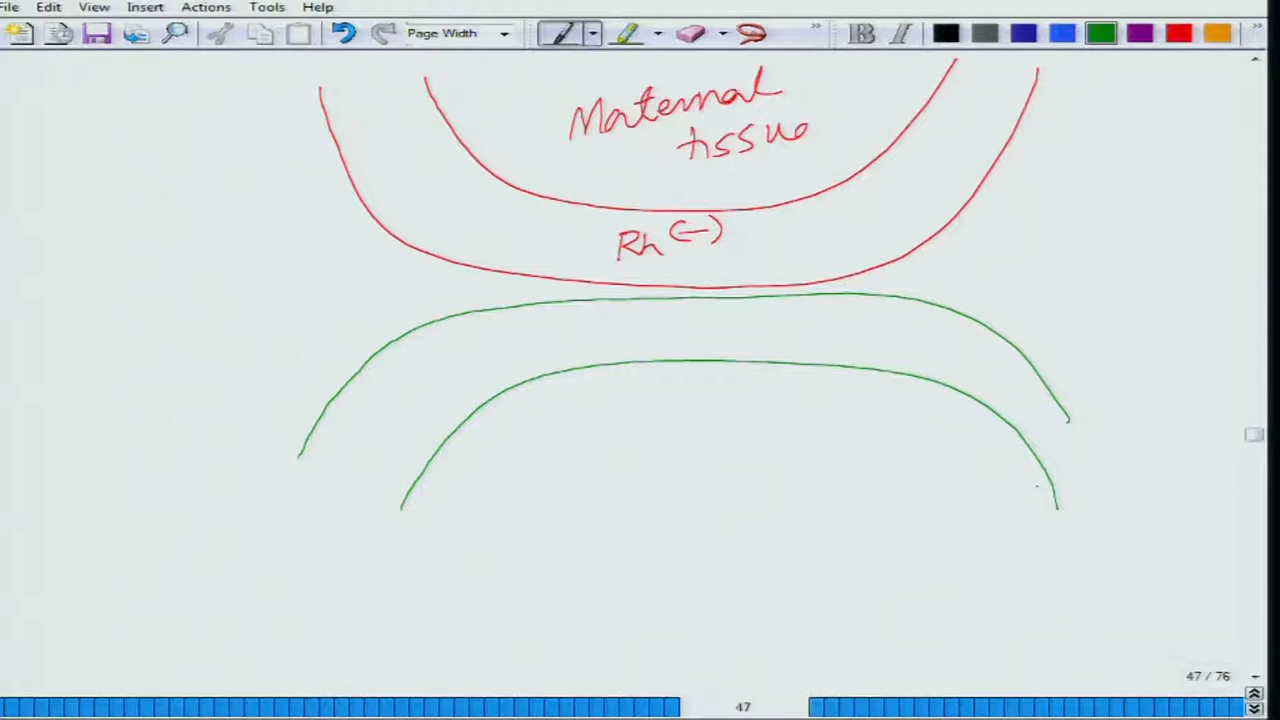 File Edit View Insert Actions Tools Help
Page Width
B I
Maternal
tissue
Rh (-)
47 / 76
47